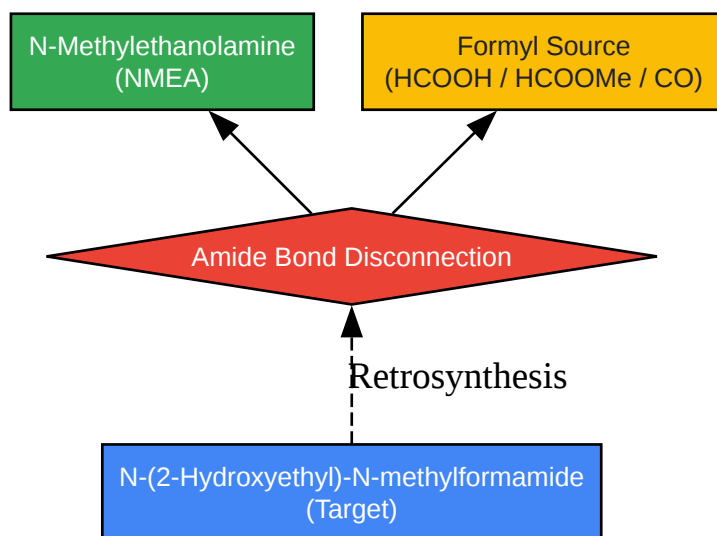 N-Methylethanolamine
(NMEA)
Formyl Source
(HCOOH / HCOOMe / CO)
Amide Bond Disconnection
Retrosynthesis
N-(2-Hydroxyethyl)-N-methylformamide
(Target)